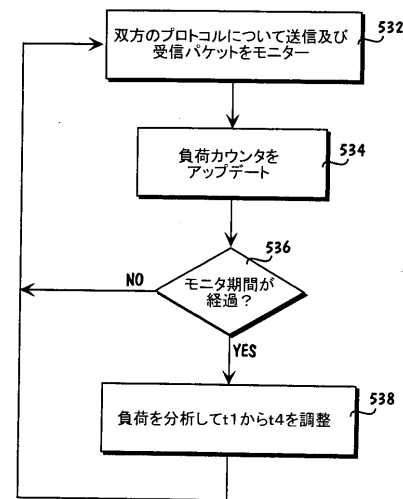 双方のプロトコルについて送信及び
受信パケットをモニター
532
負荷カウンタを
アップデート
534
536
モニタ期間が
経過？
NO
YES
負荷を分析してt1からt4を調整
538